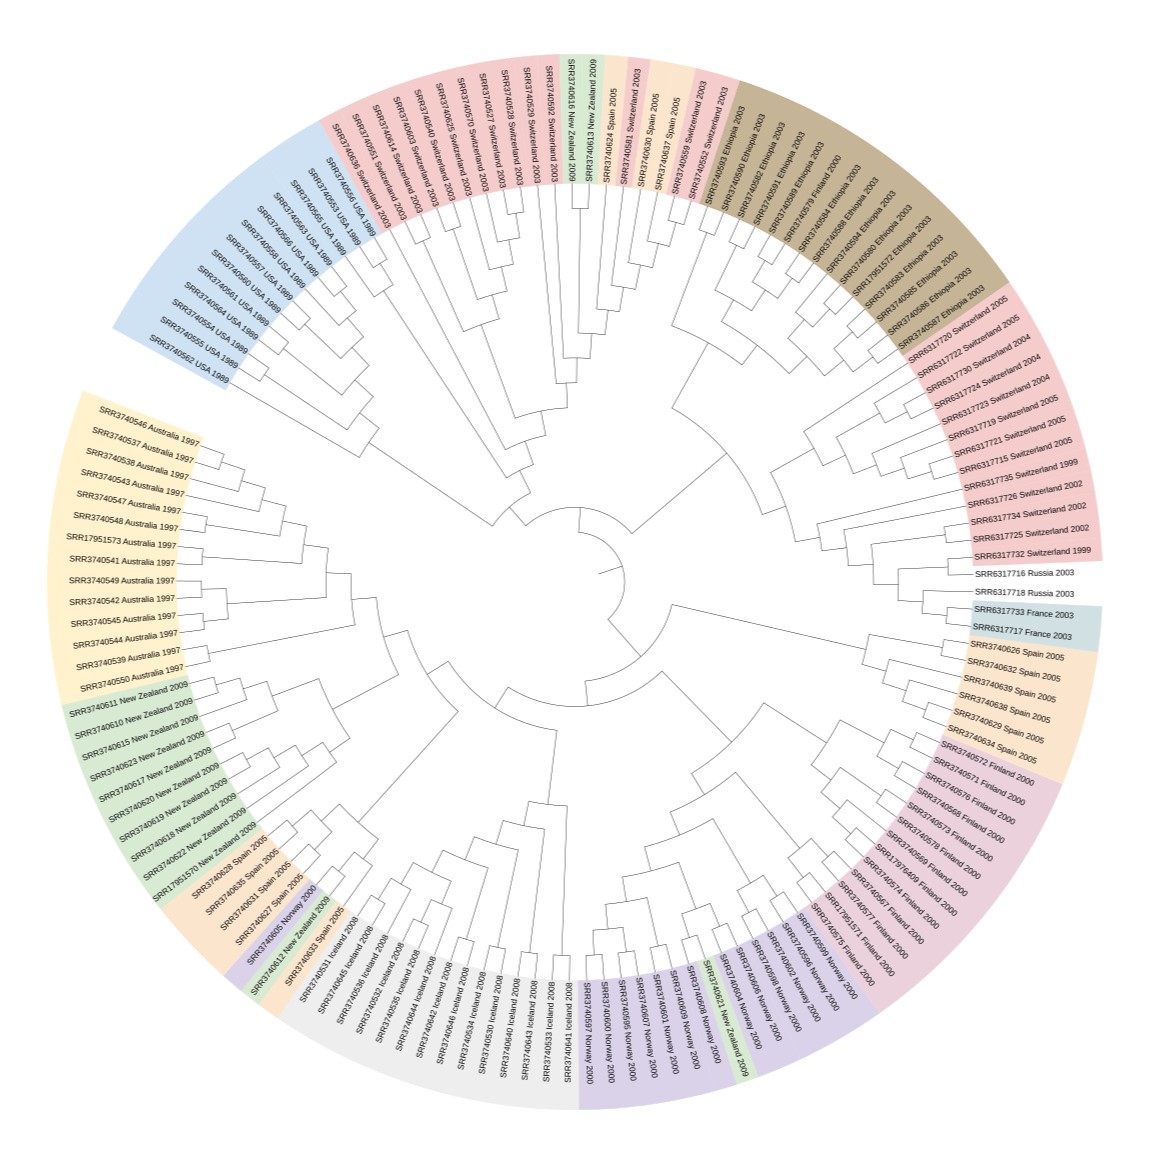 SRR3740562 USA 1989
SRR3740555 USA 1989
SRR3740554 USA 1989
SRR3740564 USA 1989
SRR3740561 USA 1989
SRR3740560 USA 1989
SRR3740557 USA 1989
SRR3740558 USA 1989
SRR3740566 USA 1989
SRR3740563 USA 1989
SRR3740565 USA 1989
SRR3740553 USA 1989
SRR3740556 USA 1989
SRR3740636 Switzerland 2003
SRR3740551 Switzerland 2003
SRR3740614 Switzerland 2003
SRR3740603 Switzerland 2003
SRR3740540 Switzerland 2003
SRR3740625 Switzerland 2003
SRR3740570 Switzerland 2003
SRR3740527 Switzerland 2003
SRR3740528 Switzerland 2003
SRR3740529 Switzerland 2003
SRR3740592 Switzerland 2003
SRR3740616 New Zealand 2009
SRR3740613 New Zealand 2009
SRR3740624 Spain 2005
SRR3740581 Switzerland 2003
SRR3740630 Spain 2005
SRR3740637 Spain 2005
SRR3740559 Switzerland 2003
SRR3740552 Switzerland 2003
SRR3740593 Ethiopia 2003
SRR3740590 Ethiopia 2003
SRR3740582 Ethiopia 2003
SRR3740591 Ethiopia 2003
SRR3740589 Ethiopia 2003
SRR3740579 Finland 2000
SRR3740584 Ethiopia 2003
SRR3740588 Ethiopia 2003
SRR3740594 Ethiopia 2003
SRR3740580 Ethiopia 2003
SRR17951572 Ethiopia 2003
SRR3740583 Ethiopia 2003
SRR3740585 Ethiopia 2003
SRR3740586 Ethiopia 2003
SRR3740587 Ethiopia 2003
SRR6317720 Switzerland 2005
SRR6317722 Switzerland 2005
SRR6317730 Switzerland 2004
SRR6317724 Switzerland 2004
SRR6317723 Switzerland 2004
SRR6317719 Switzerland 2005
SRR6317721 Switzerland 2005
SRR6317715 Switzerland 2005
SRR6317735 Switzerland 1999
SRR6317726 Switzerland 2002
SRR6317734 Switzerland 2002
SRR6317725 Switzerland 2002
SRR6317732 Switzerland 1999
SRR6317716 Russia 2003
SRR6317718 Russia 2003
SRR6317733 France 2003
SRR6317717 France 2003
SRR3740626 Spain 2005
SRR3740632 Spain 2005
SRR3740639 Spain 2005
SRR3740638 Spain 2005
SRR3740629 Spain 2005
SRR3740634 Spain 2005
SRR3740572 Finland 2000
SRR3740571 Finland 2000
SRR3740576 Finland 2000
SRR3740568 Finland 2000
SRR3740573 Finland 2000
SRR3740578 Finland 2000
SRR3740569 Finland 2000
SRR17976409 Finland 2000
SRR3740574 Finland 2000
SRR3740567 Finland 2000
SRR3740577 Finland 2000
SRR17951571 Finland 2000
SRR3740575 Finland 2000
SRR3740599 Norway 2000
SRR3740596 Norway 2000
SRR3740602 Norway 2000
SRR3740598 Norway 2000
SRR3740606 Norway 2000
SRR3740604 Norway 2000
SRR3740621 New Zealand 2009
SRR3740608 Norway 2000
SRR3740609 Norway 2000
SRR3740601 Norway 2000
SRR3740607 Norway 2000
SRR3740595 Norway 2000
SRR3740600 Norway 2000
SRR3740597 Norway 2000
SRR3740641 Iceland 2008
SRR3740533 Iceland 2008
SRR3740643 Iceland 2008
SRR3740640 Iceland 2008
SRR3740530 Iceland 2008
SRR3740534 Iceland 2008
SRR3740646 Iceland 2008
SRR3740642 Iceland 2008
SRR3740644 Iceland 2008
SRR3740535 Iceland 2008
SRR3740532 Iceland 2008
SRR3740536 Iceland 2008
SRR3740645 Iceland 2008
SRR3740531 Iceland 2008
SRR3740633 Spain 2005
SRR3740612 New Zealand 2009
SRR3740605 Norway 2000
SRR3740627 Spain 2005
SRR3740631 Spain 2005
SRR3740635 Spain 2005
SRR3740628 Spain 2005
SRR17951570 New Zealand 2009
SRR3740622 New Zealand 2009
SRR3740618 New Zealand 2009
SRR3740619 New Zealand 2009
SRR3740620 New Zealand 2009
SRR3740617 New Zealand 2009
SRR3740623 New Zealand 2009
SRR3740615 New Zealand 2009
SRR3740610 New Zealand 2009
SRR3740611 New Zealand 2009
SRR3740550 Australia 1997
SRR3740539 Australia 1997
SRR3740544 Australia 1997
SRR3740545 Australia 1997
SRR3740542 Australia 1997
SRR3740549 Australia 1997
SRR3740541 Australia 1997
SRR17951573 Australia 1997
SRR3740548 Australia 1997
SRR3740547 Australia 1997
SRR3740543 Australia 1997
SRR3740538 Australia 1997
SRR3740537 Australia 1997
SRR3740546 Australia 1997